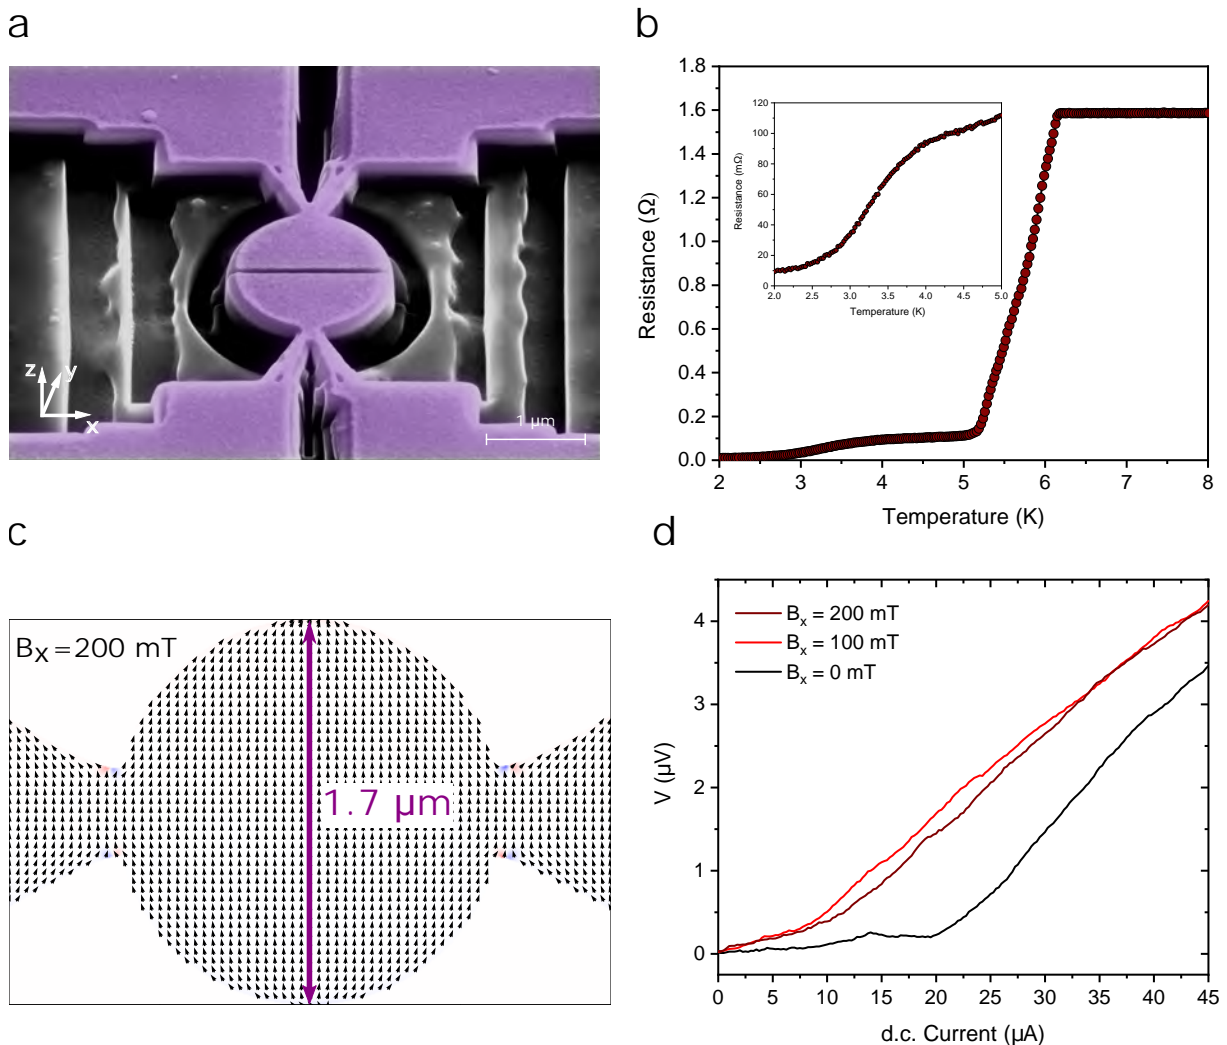 a
z
y
x
1 µm
b
1.8
1.6
1.4
1.2
1.0
0.8
0.6
0.4
0.2
0.0
2
3
4
5
6
7
8
Resistance (Ω)
Temperature (K)
120
100
80
60
40
20
0
2.0
2.5
3.0
3.5
4.0
4.5
5.0
Resistance (mΩ)
Temperature (K)
c
Bx = 200 mT
1.7 µm
d
Bx = 200 mT
Bx = 100 mT
Bx = 0 mT
4
2
0
V (µV)
0
5
10
15
20
25
30
35
40
45
d.c. Current (µA)